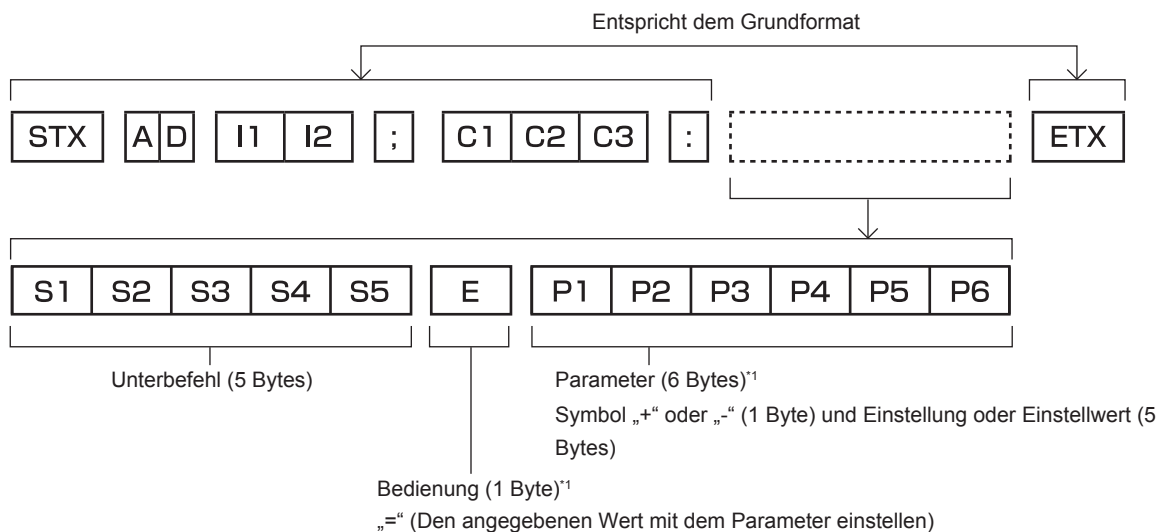 Entspricht dem Grundformat
STX A D I1 I2 ; C1 C2 C3 : ETX
S1 S2 S3 S4 S5 E P1 P2 P3 P4 P5 P6
Unterbefehl (5 Bytes)
Parameter (6 Bytes)*1
Symbol „+“ oder „-“ (1 Byte) und Einstellung oder Einstellwert (5
Bytes)
Bedienung (1 Byte)*1
„=“ (Den angegebenen Wert mit dem Parameter einstellen)